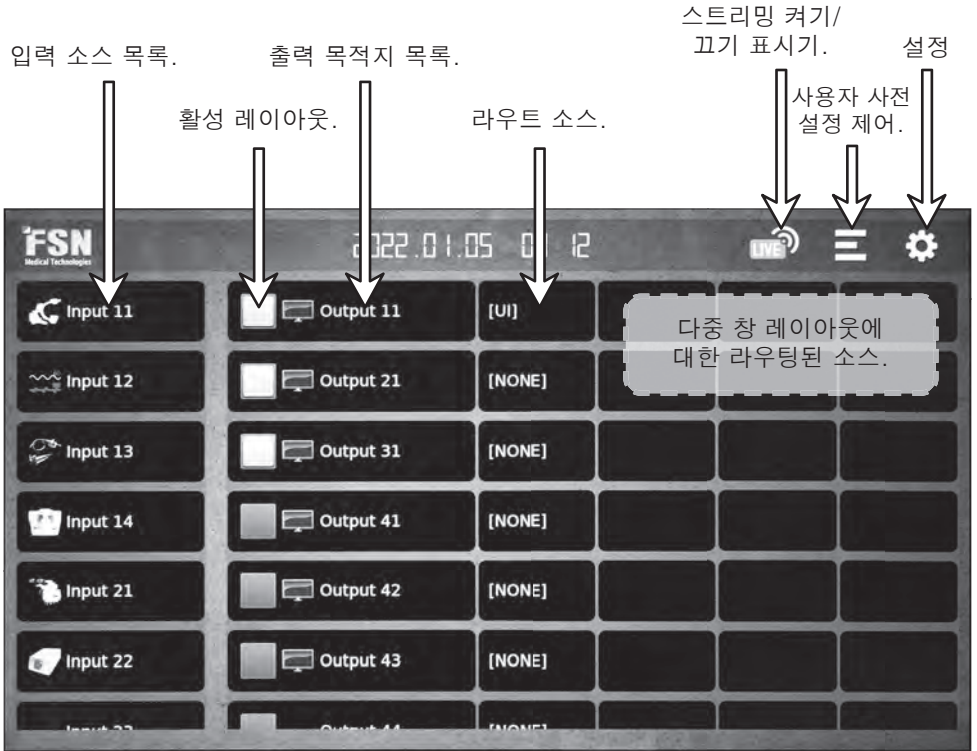 스트리밍 켜기/
끄기 표시기.
설정
입력 소스 목록.
출력 목적지 목록.
사용자 사전
설정 제어.
활성 레이아웃.
라우트 소스.
FSN
Medical Technologies
2022.01.05
12
LIVE
Input 11
Output 11
[UI]
다중 창 레이아웃에
대한 라우팅된 소스.
Input 12
Output 21
[NONE]
Input 13
Output 31
[NONE]
Input 14
Output 41
[NONE]
Input 21
Output 42
[NONE]
Input 22
Output 43
[NONE]